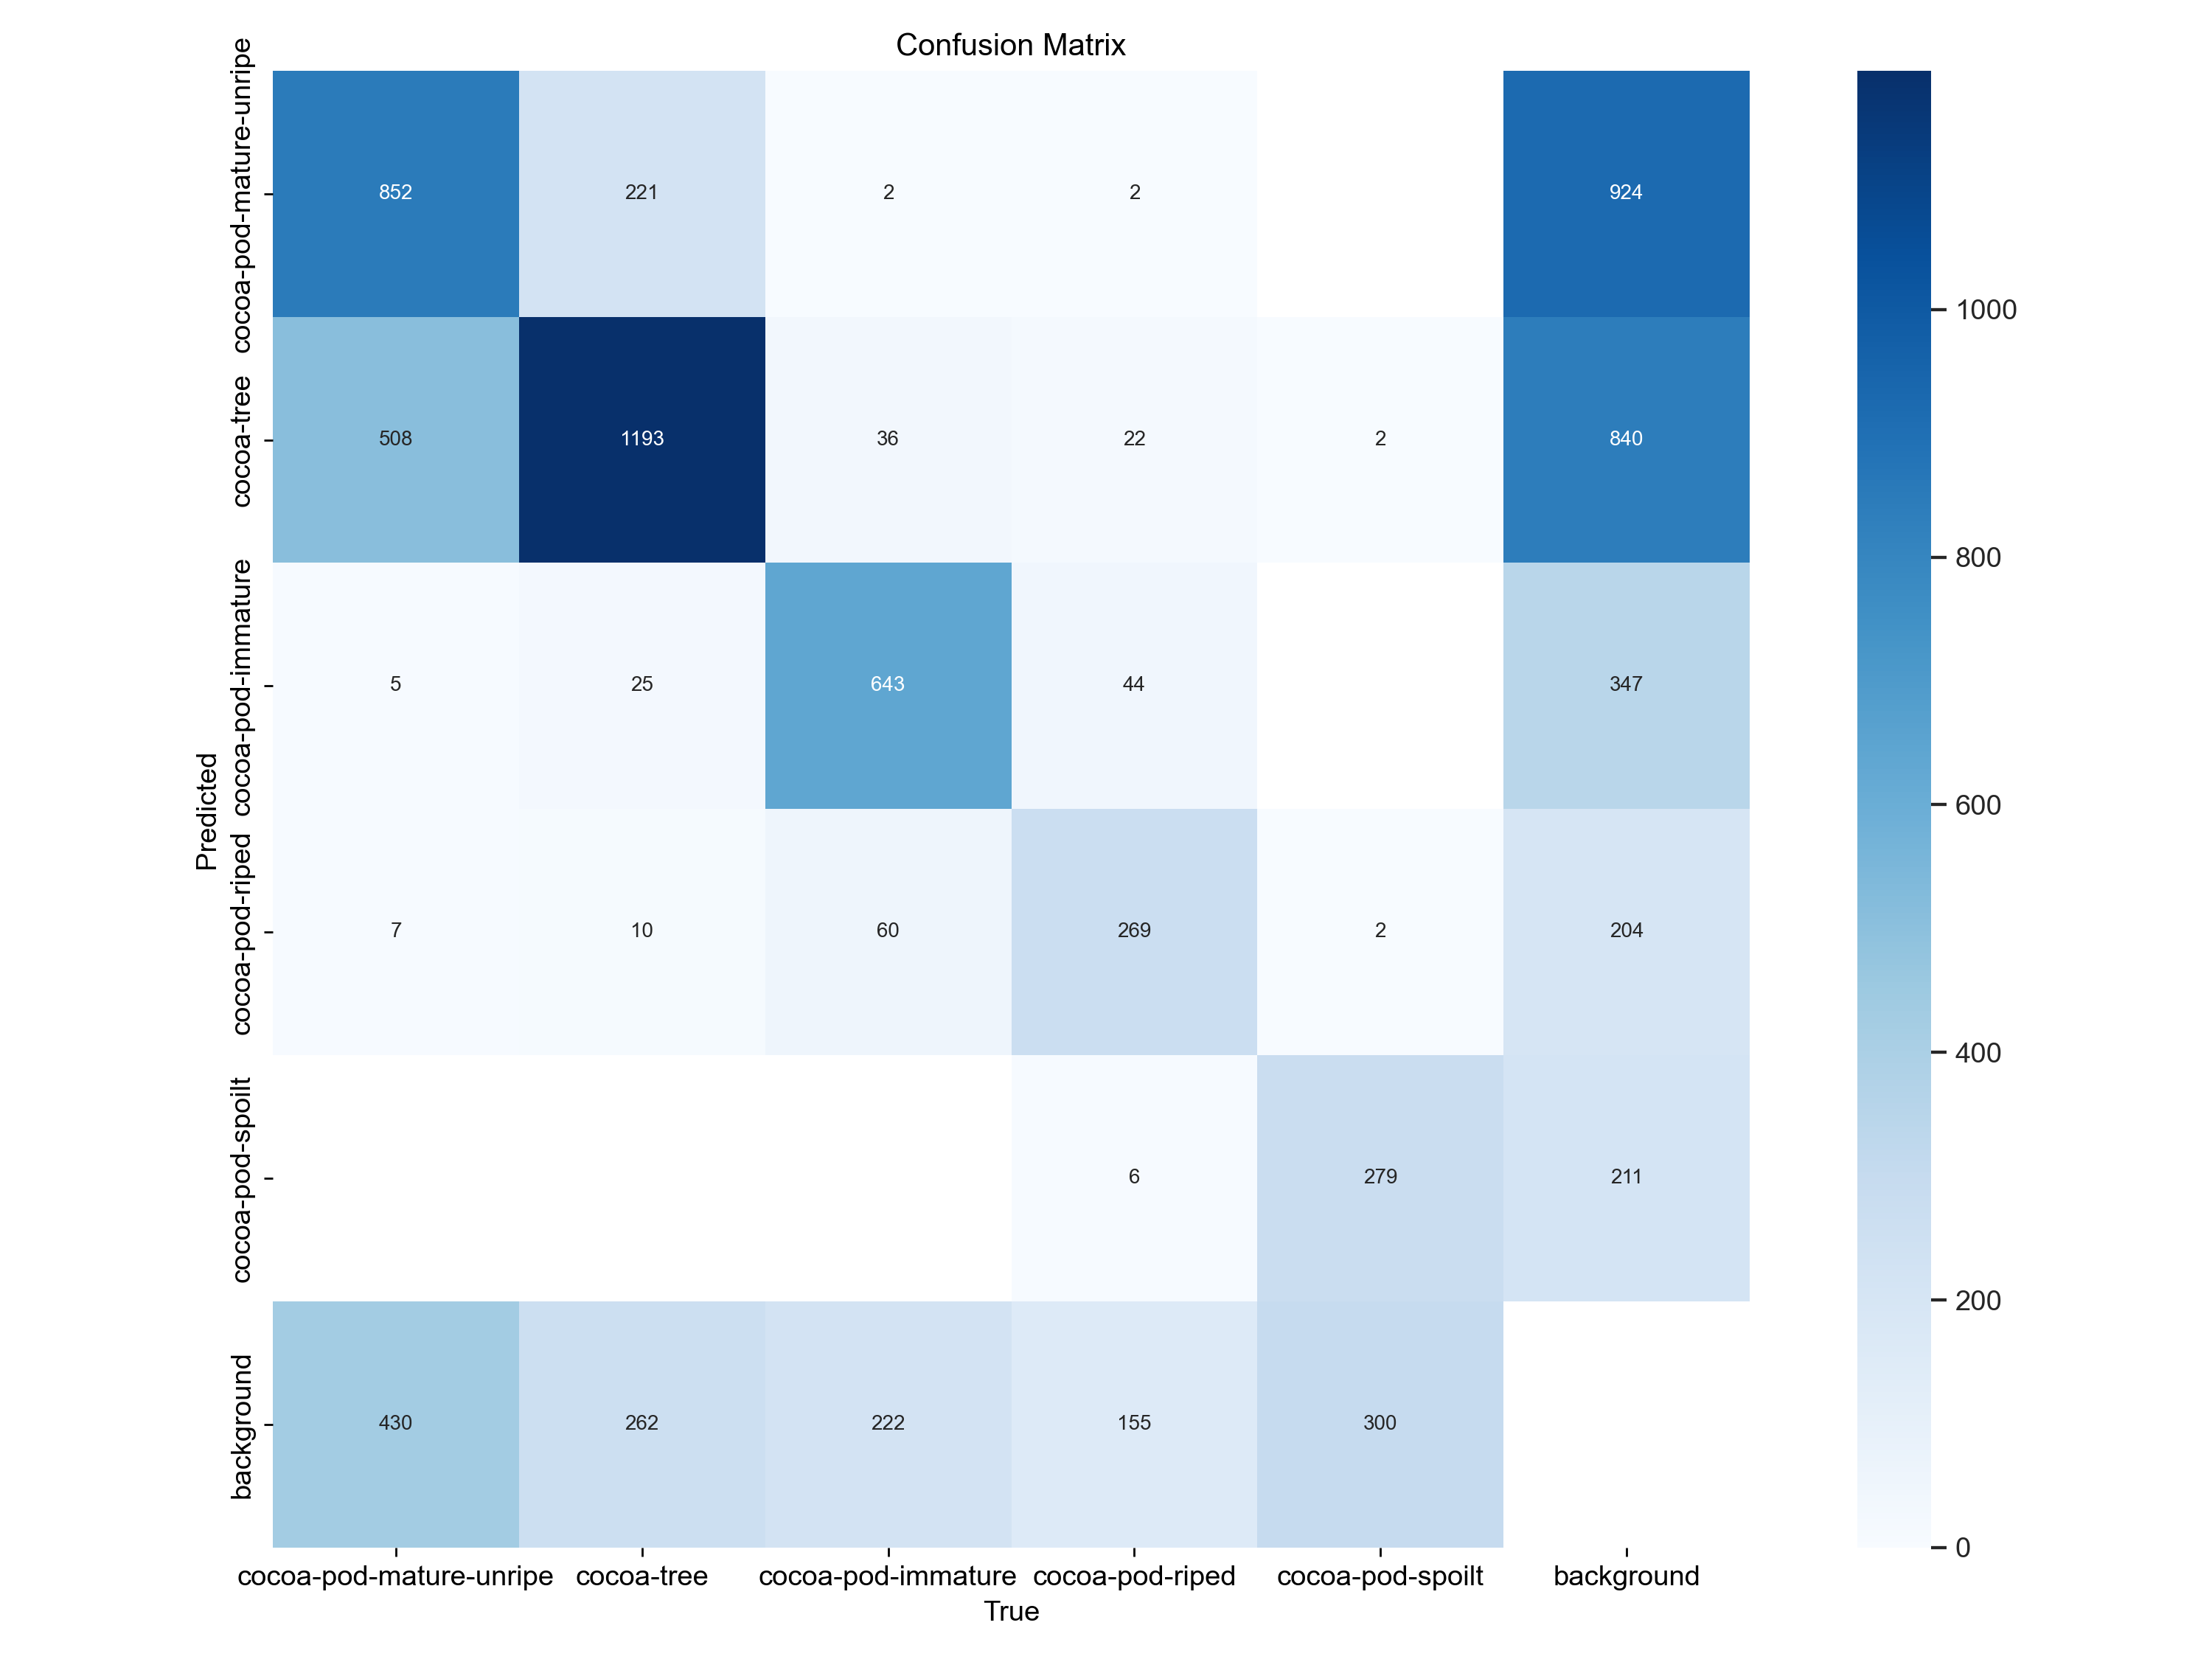 Confusion Matrix
Predicted
cocoa-pod-mature-unripe
852 221 2 2 924
cocoa-tree
508 1193 36 22 2 840
cocoa-pod-immature
5 25 643 44 347
cocoa-pod-riped
7 10 60 269 2 204
cocoa-pod-spoilt
6 279 211
background
430 262 222 155 300
cocoa-pod-mature-unripe cocoa-tree cocoa-pod-immature cocoa-pod-riped cocoa-pod-spoilt background
True
1000
800
600
400
200
0